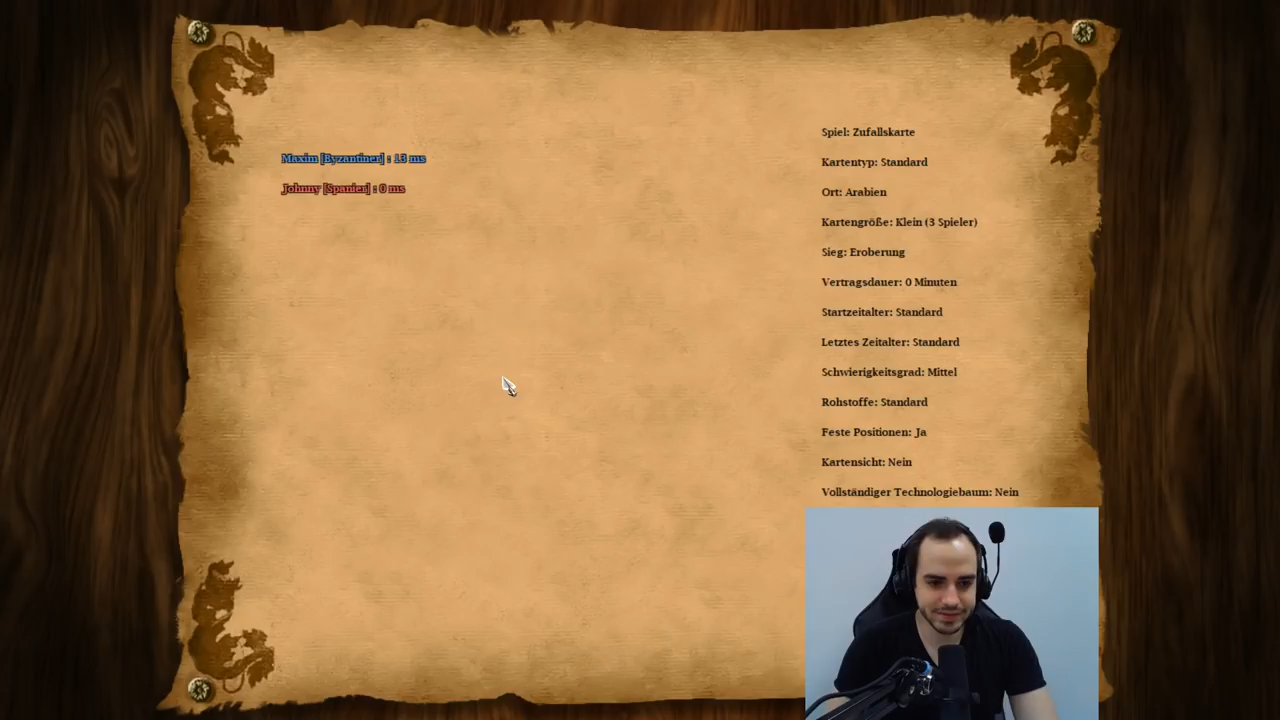 Maxim [Byzantiner] : 13 ms
Johnny [Spanier] : 0 ms
Spiel: Zufallskarte
Kartentyp: Standard
Ort: Arabien
Kartengröße: Klein (3 Spieler)
Sieg: Eroberung
Vertragsdauer: 0 Minuten
Startzeitalter: Standard
Letztes Zeitalter: Standard
Schwierigkeitsgrad: Mittel
Rohstoffe: Standard
Feste Positionen: Ja
Kartensicht: Nein
Vollständiger Technologiebaum: Nein